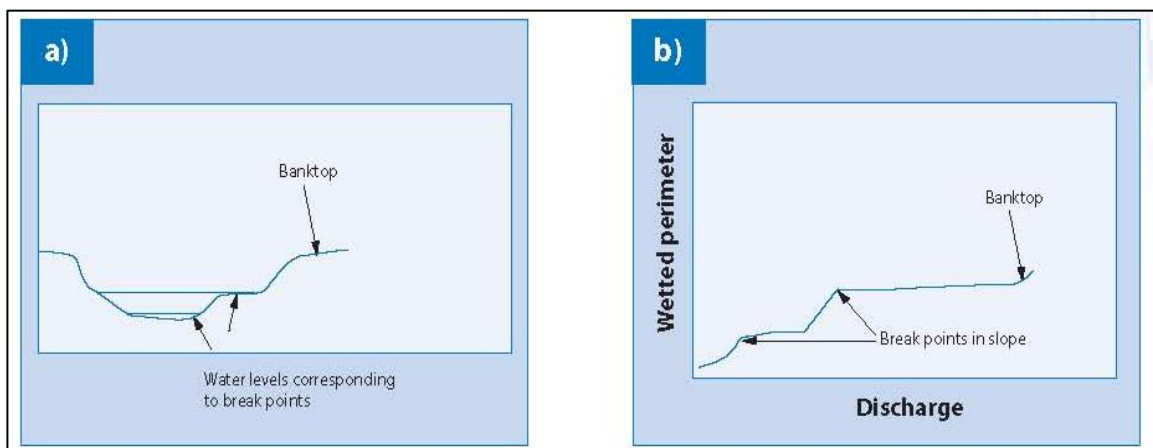 a)
Banktop
Water levels corresponding
to break points
b)
Wetted perimeter
Banktop
Break points in slope
Discharge